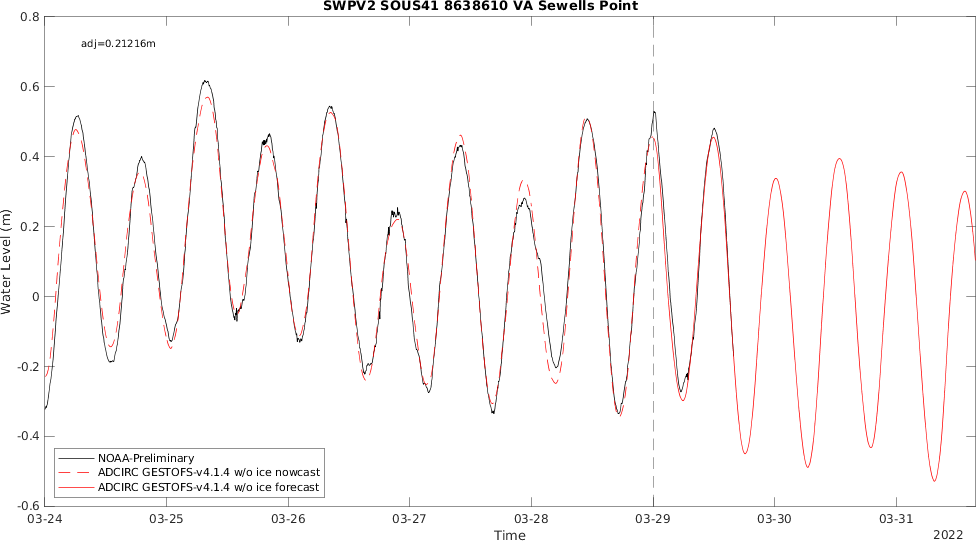 SWPV2 SOUS41 8638610 VA Sewells Point
adj=0.21216m
Water Level (m)
0.8
0.6
0.4
0.2
0
-0.2
-0.4
-0.6
NOAA-Preliminary
ADCIRC GESTOFS-v4.1.4 w/o ice nowcast
ADCIRC GESTOFS-v4.1.4 w/o ice forecast
03-24 03-25 03-26 03-27 03-28 03-29 03-30 03-31
Time
2022